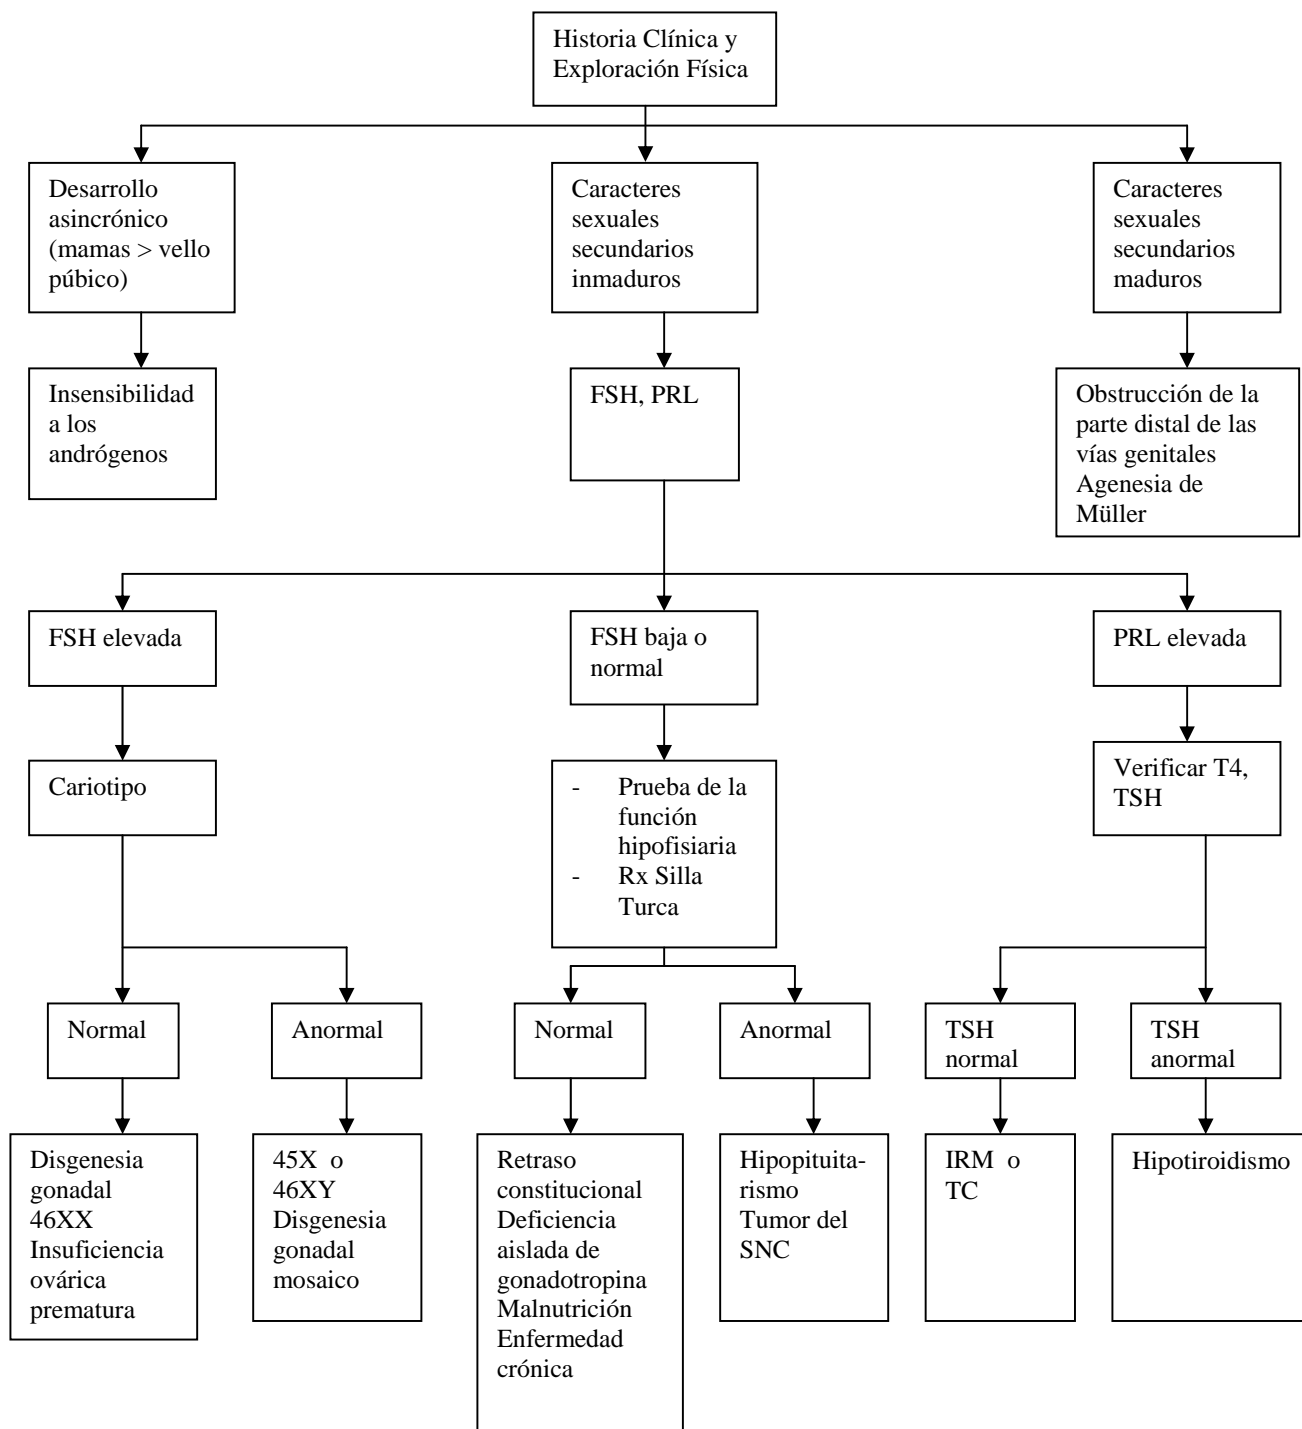 Historia Clínica y
Exploración Física
Desarrollo
asincrónico
(mamas > vello
púbico)
Caracteres
sexuales
secundarios
inmaduros
Caracteres
sexuales
secundarios
maduros
Insensibilidad
a los
andrógenos
FSH, PRL
Obstrucción de la
parte distal de las
vías genitales
Agenesia de
Müller
FSH elevada
FSH baja o
normal
PRL elevada
Cariotipo
- Prueba de la
función
hipofisiaria
- Rx Silla
Turca
Verificar T4,
TSH
Normal
Anormal
Normal
Anormal
TSH
normal
TSH
anormal
Disgenesia
gonadal
46XX
Insuficiencia
ovárica
prematura
45X o
46XY
Disgenesia
gonadal
mosaico
Retraso
constitucional
Deficiencia
aislada de
gonadotropina
Malnutrición
Enfermedad
crónica
Hipopituita-
rismo
Tumor del
SNC
IRM o
TC
Hipotiroidismo